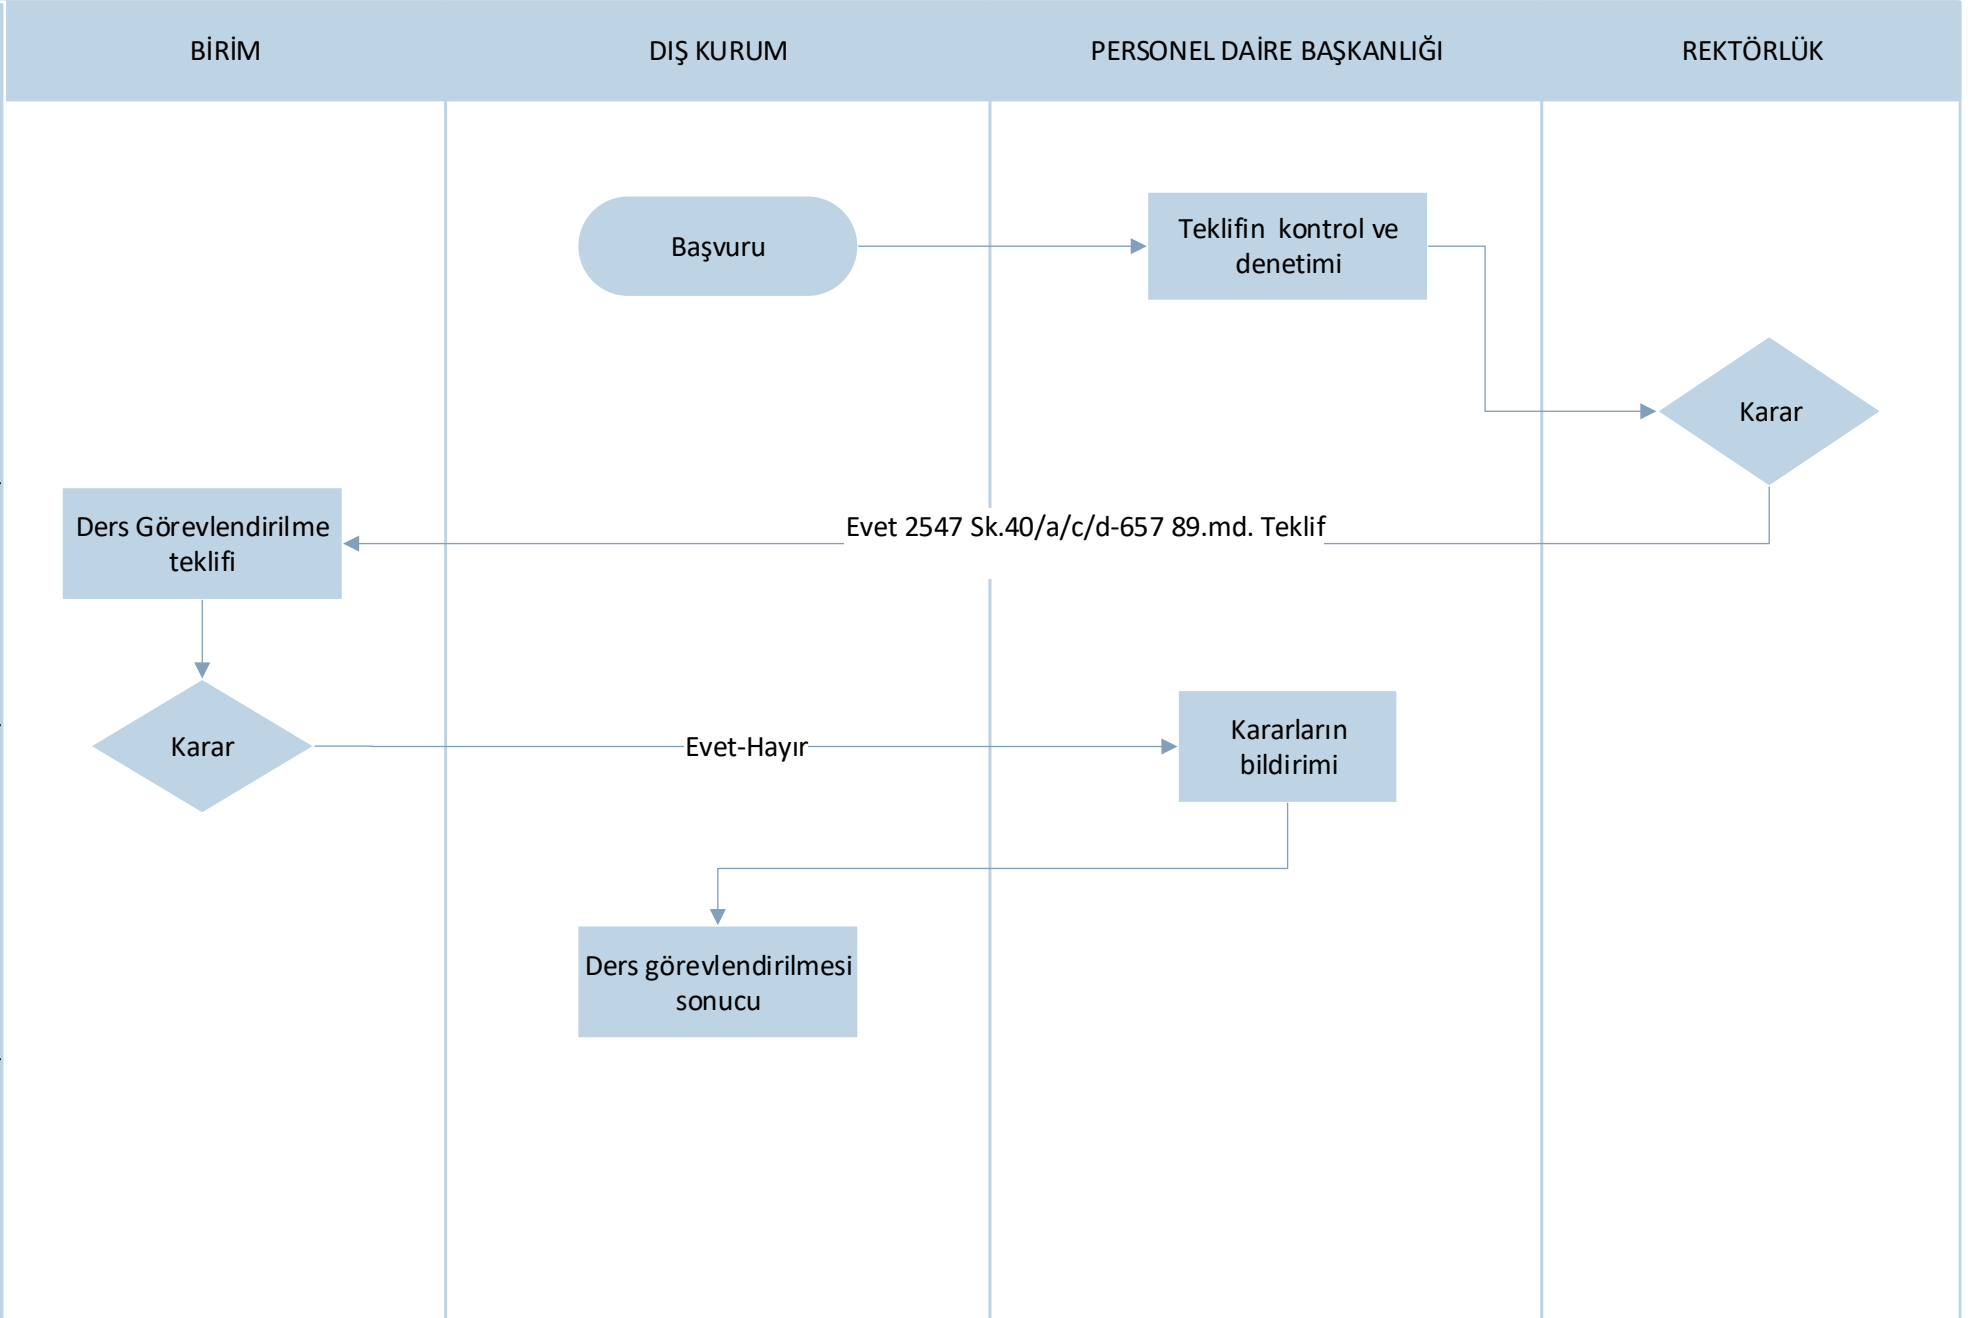 BİRİM
DIŞ KURUM
PERSONEL DAİRE BAŞKANLIĞI
REKTÖRLÜK
Başvuru
Teklifin kontrol ve
denetimi
Karar
Evet 2547 Sk.40/a/c/d-657 89.md. Teklif
Ders Görevlendirilme
teklifi
Karar
Evet-Hayır
Kararların
bildirimi
Ders görevlendirilmesi
sonucu